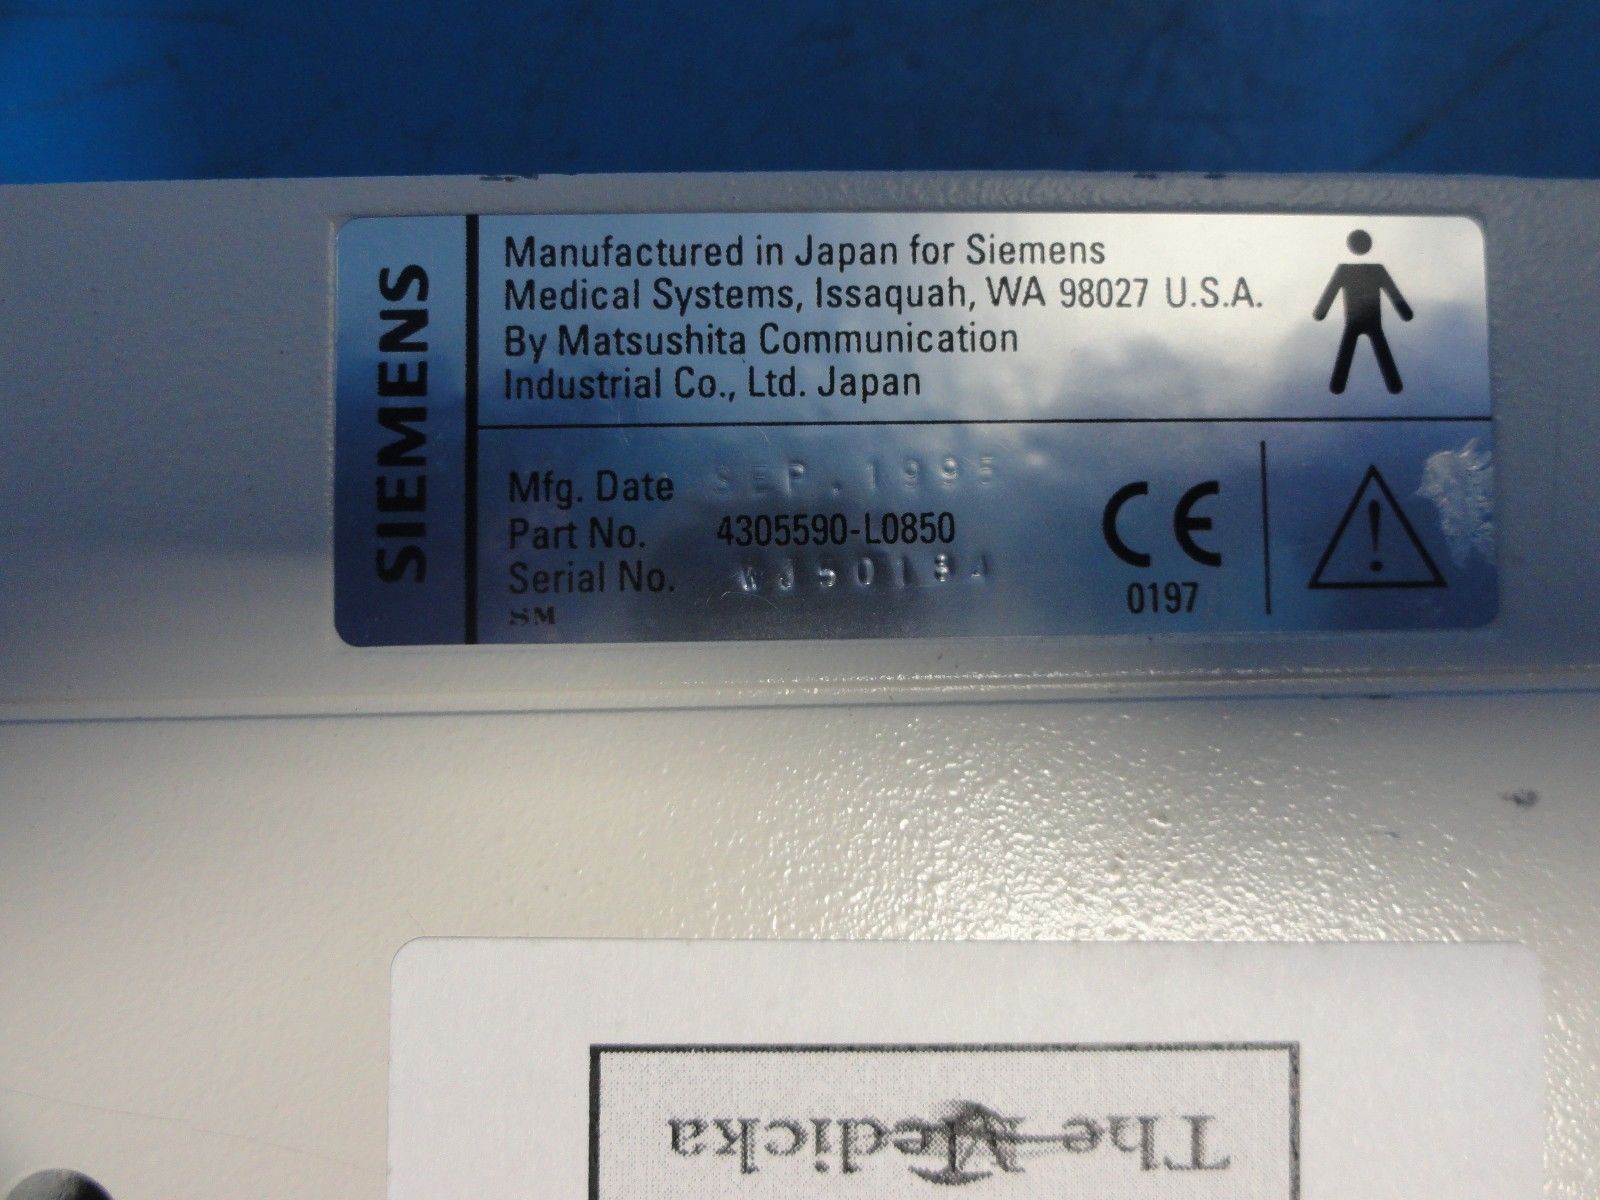 SIEMENS
Manufactured in Japan for Siemens
Medical Systems, Issaquah, WA 98027 U.S.A.
By Matsushita Communication
Industrial Co., Ltd. Japan
Mfg. Date SEP.1995
Part No. 4305590-L0850
Serial No.
SM
CE
0197
The Medicka